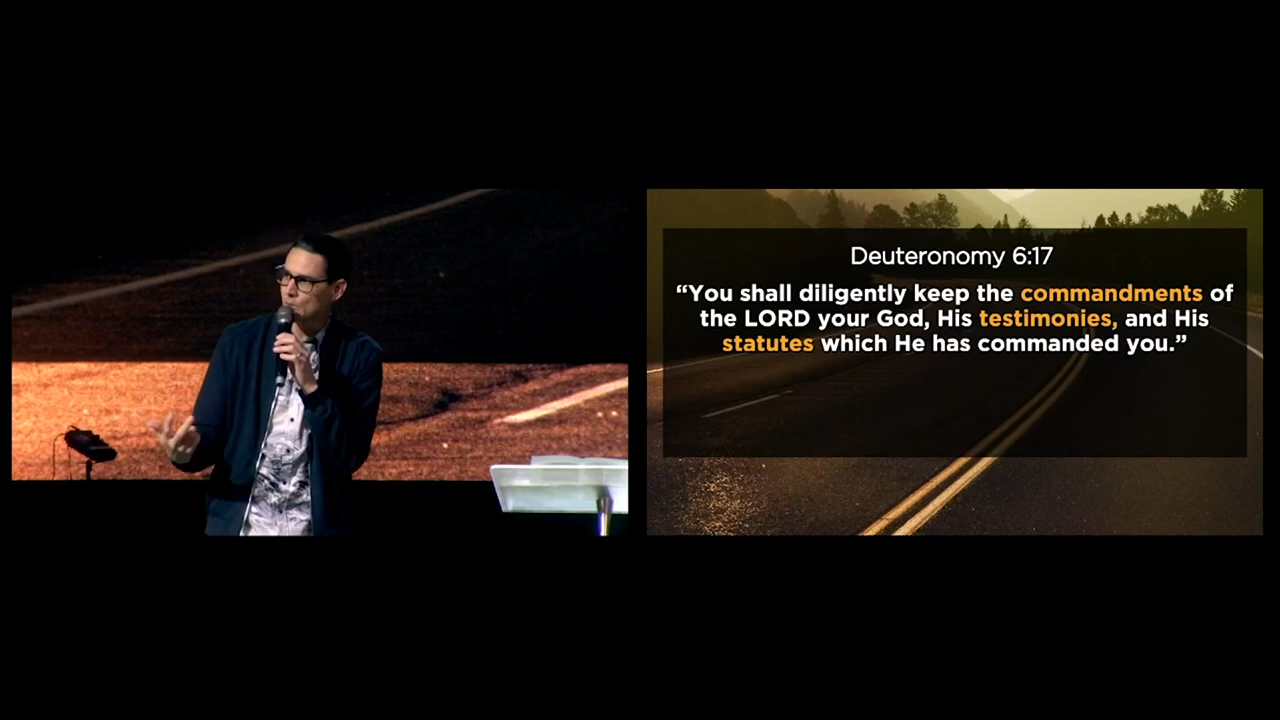 Deuteronomy 6:17
“You shall diligently keep the commandments of
the LORD your God, His testimonies, and His
statutes which He has commanded you.”